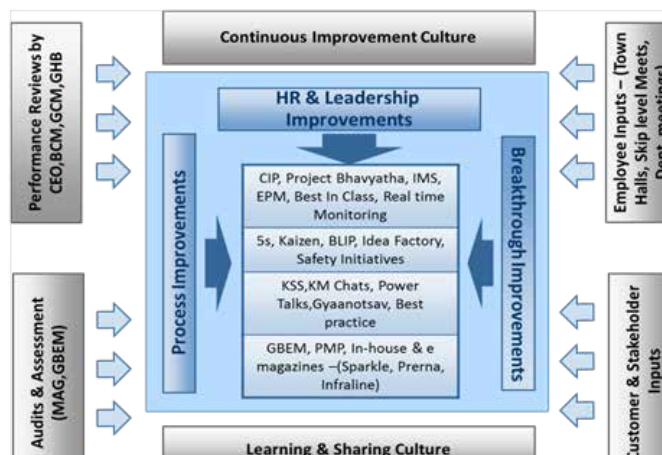 Continuous Improvement Culture
Performance Reviews by
CEO,BCM,GCM,GHB
Employee Inputs – (Town
Halls, Skip level Meets,
Dept. meetings)
HR & Leadership
Improvements
Process Improvements
Breakthrough Improvements
CIP, Project Bhavyatha, IMS,
EPM, Best In Class, Real time
Monitoring
5s, Kaizen, BLIP, Idea Factory,
Safety Initiatives
KSS,KM Chats, Power
Talks,Gyaanotsav, Best
practice
GBEM, PMP, In-house & e
magazines –(Sparkle, Prerna,
Infraline)
Audits & Assessment
(MAG,GBEM)
Customer & Stakeholder
Inputs
Learning & Sharing Culture